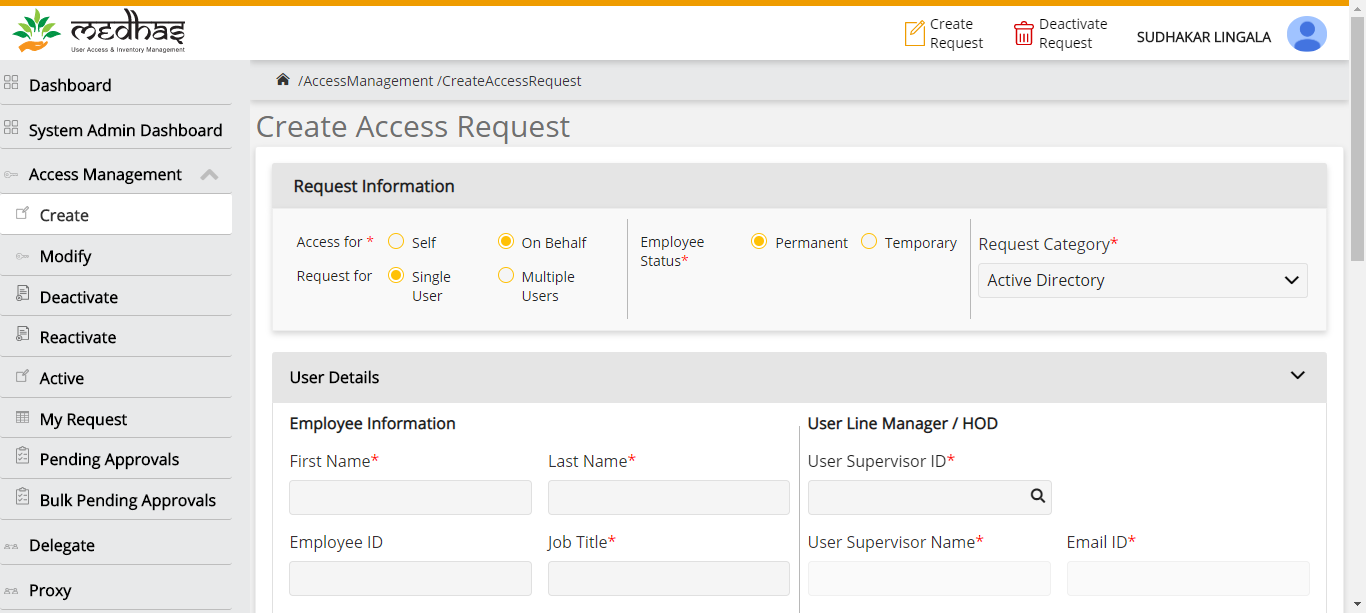 medhas
User Access & Inventory Management
Create
Request
Deactivate
Request
SUDHAKAR LINGALA
Dashboard
System Admin Dashboard
Access Management
Create
Modify
Deactivate
Reactivate
Active
My Request
Pending Approvals
Bulk Pending Approvals
Delegate
Proxy
/AccessManagement /CreateAccessRequest
Create Access Request
Request Information
Access for * Self On Behalf
Request for Single
User Multiple
Users
Employee
Status* Permanent Temporary
Request Category*
Active Directory
User Details
Employee Information
First Name* Last Name*
Employee ID Job Title*
User Line Manager / HOD
User Supervisor ID*
User Supervisor Name* Email ID*